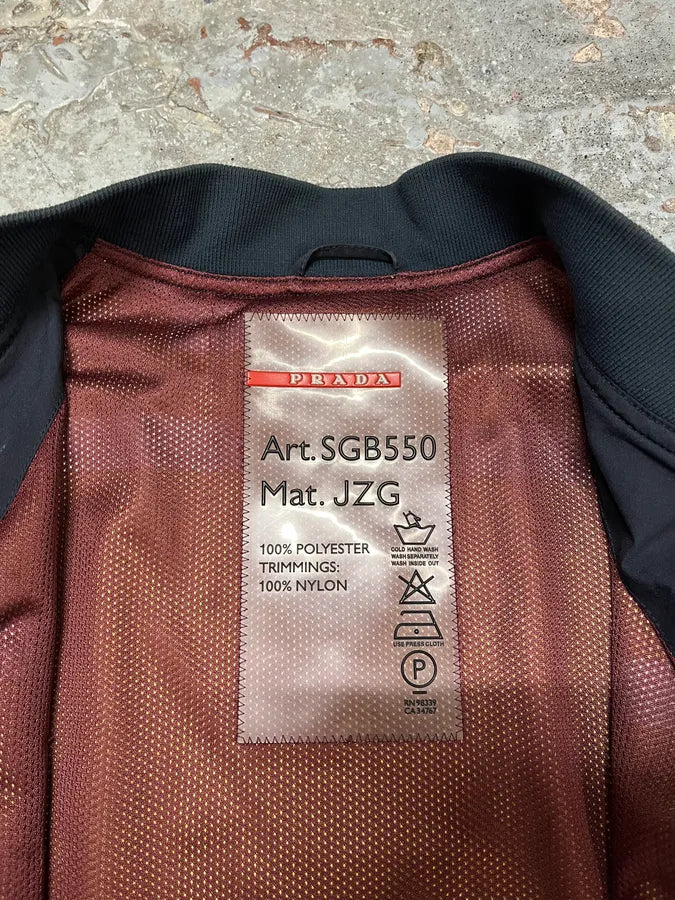 PRADA
Art. SGB550
Mat. JZG
100% POLYESTER
TRIMMINGS:
100% NYLON
COLD HAND WASH
WASH SEPARATELY
WASH INSIDE OUT
USE PRESS CLOTH
P
RN 98339
CA 34767